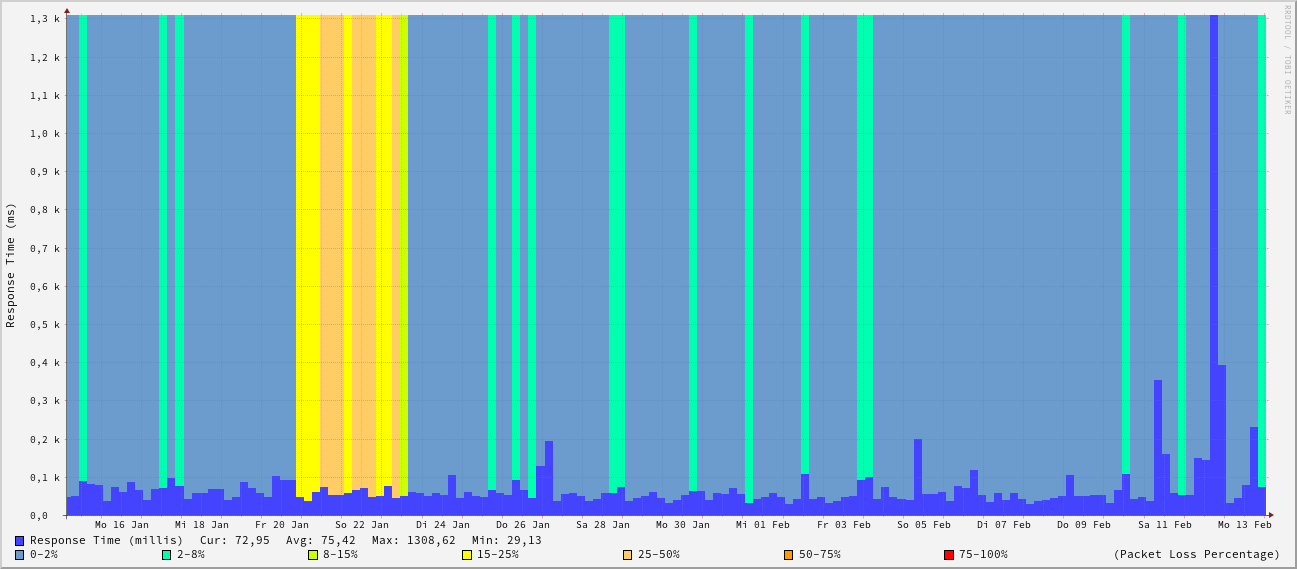 1,3 k
1,2 k
1,1 k
1,0 k
0,9 k
0,8 k
0,7 k
0,6 k
0,5 k
0,4 k
0,3 k
0,2 k
0,1 k
0,0
Response Time (ms)
RRDTOOL / TOBI OETIKER
Mo 16 Jan Mi 18 Jan Fr 20 Jan So 22 Jan Di 24 Jan Do 26 Jan Sa 28 Jan Mo 30 Jan Mi 01 Feb Fr 03 Feb So 05 Feb Di 07 Feb Do 09 Feb Sa 11 Feb Mo 13 Feb
Response Time (millis) Cur: 72,95 Avg: 75,42 Max: 1308,62 Min: 29,13
0-2% 2-8% 8-15% 15-25% 25-50% 50-75% 75-100% (Packet Loss Percentage)